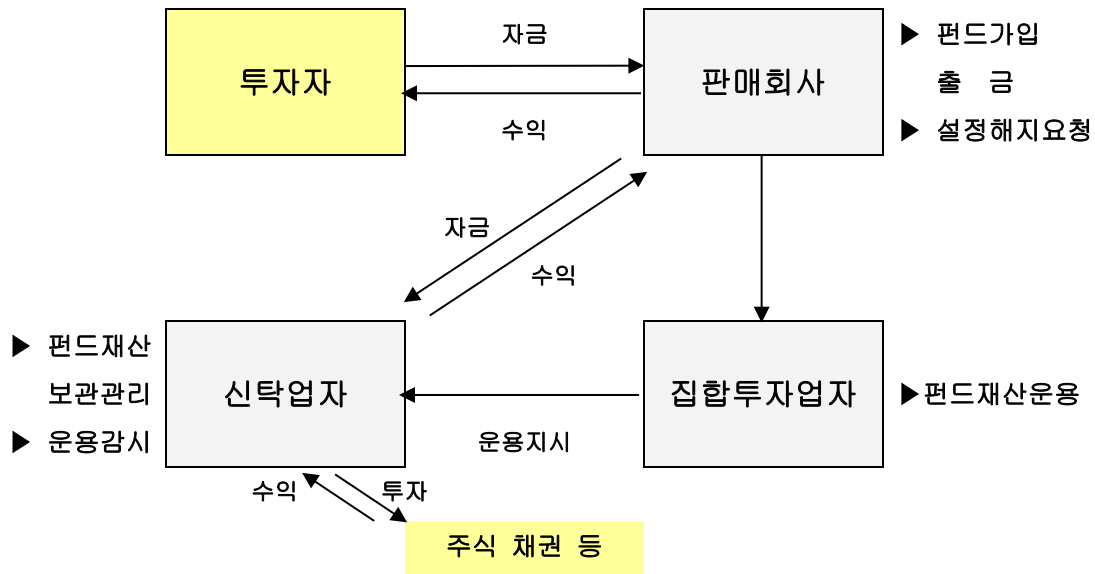 자금
투자자
판매회사
▶ 펀드가입
출 금
▶ 설정해지요청
수익
자금
수익
▶ 펀드재산
보관관리
▶ 운용감시
신탁업자
집합투자업자
▶펀드재산운용
운용지시
수익
투자
주식 채권 등